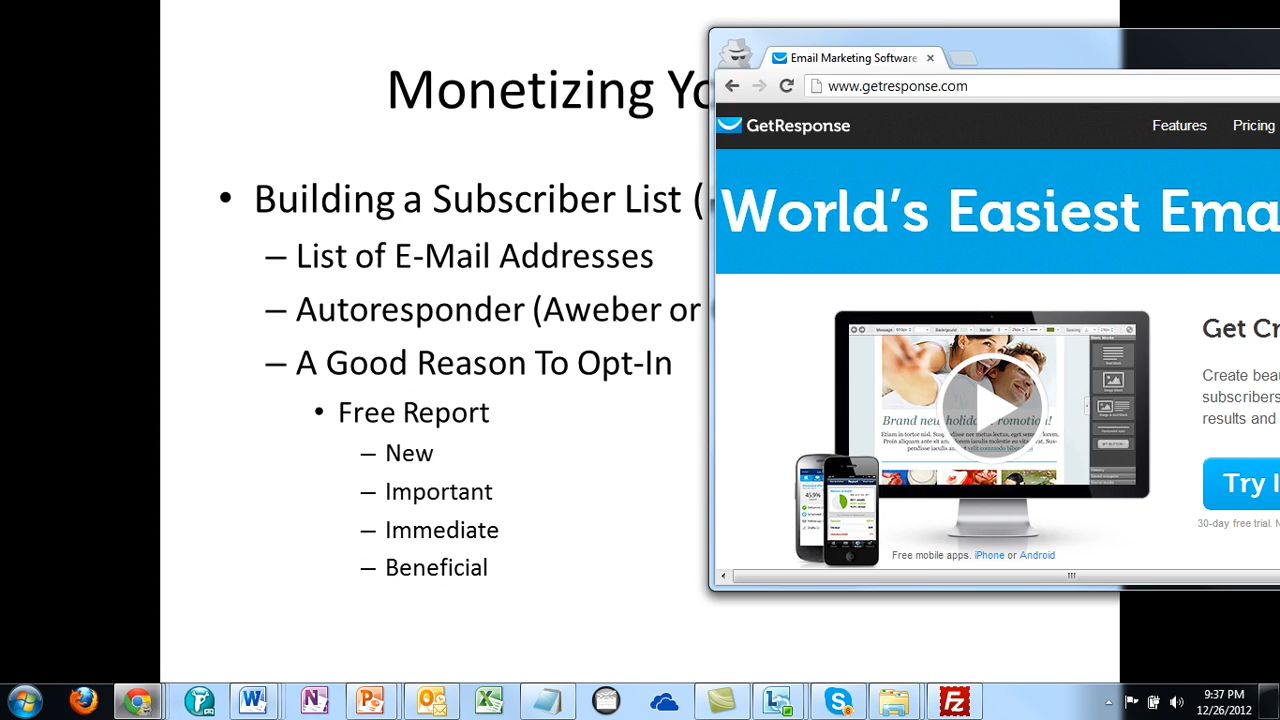 Monetizing Yo
• Building a Subscriber List (
– List of E-Mail Addresses
– Autoresponder (Aweber or
– A Good Reason To Opt-In
• Free Report
– New
– Important
– Immediate
– Beneficial
Email Marketing Software
www.getresponse.com
GetResponse
Features
Pricing
World's Easiest Ema
Brand new holiday promotion!
Get Cr
Create beau
subscribers
results and
Try I
30-day free trial. N
Free mobile apps. iPhone or Android
9:37 PM
12/26/2012